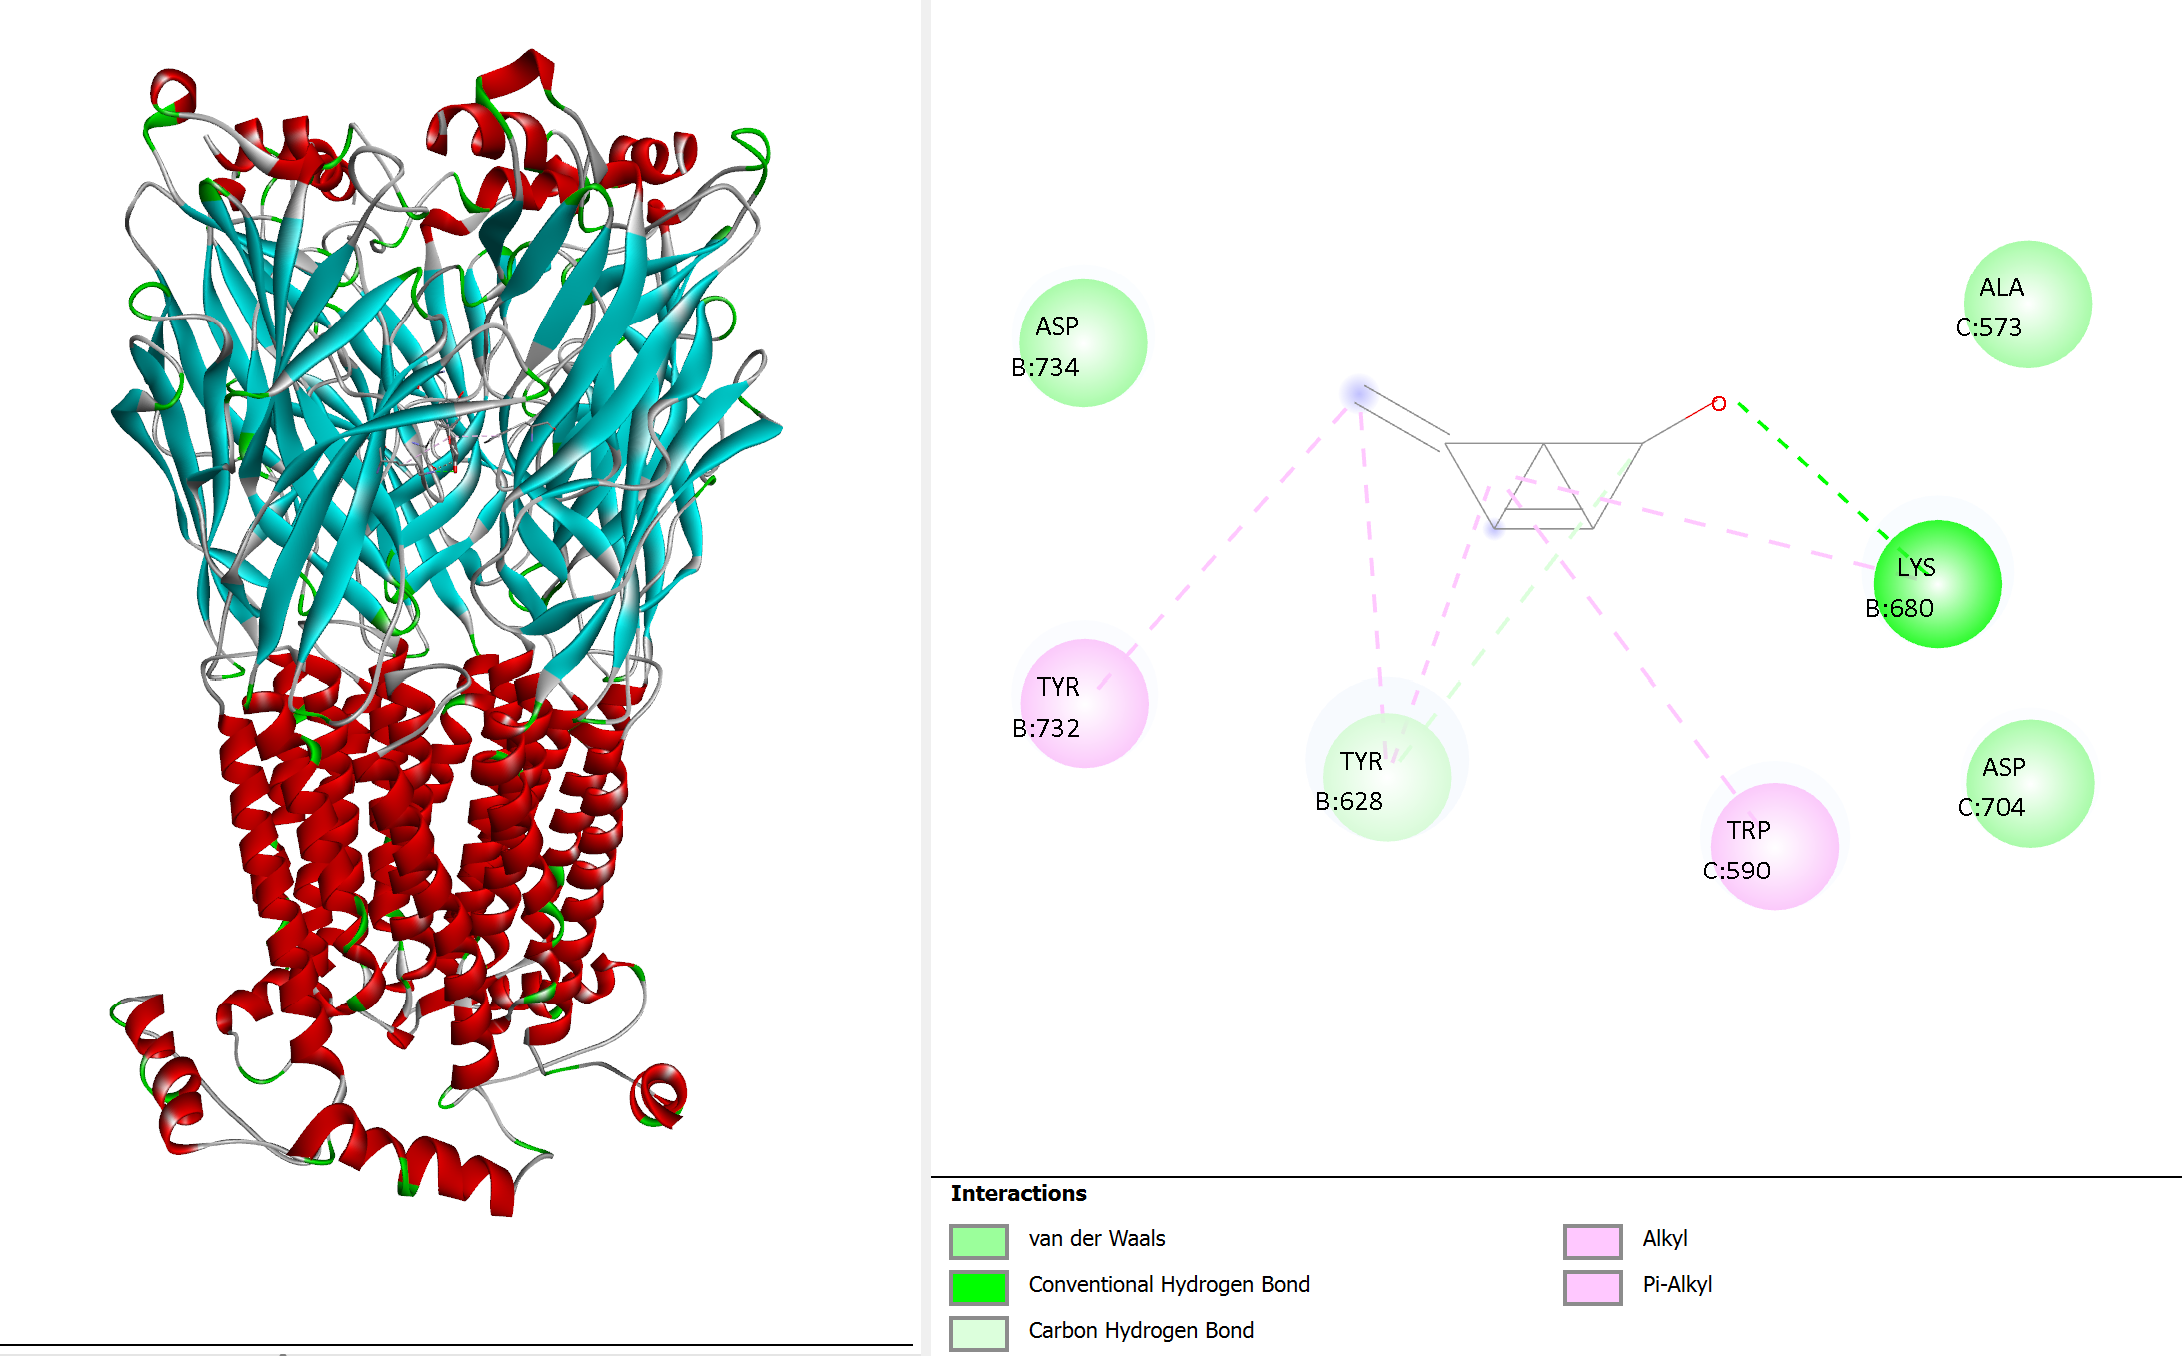 ASP
B:734
ALA
C:573
O
LYS
B:680
TYR
B:732
TYR
B:628
TRP
C:590
ASP
C:704
Interactions
van der Waals
Conventional Hydrogen Bond
Carbon Hydrogen Bond
Alkyl
Pi-Alkyl